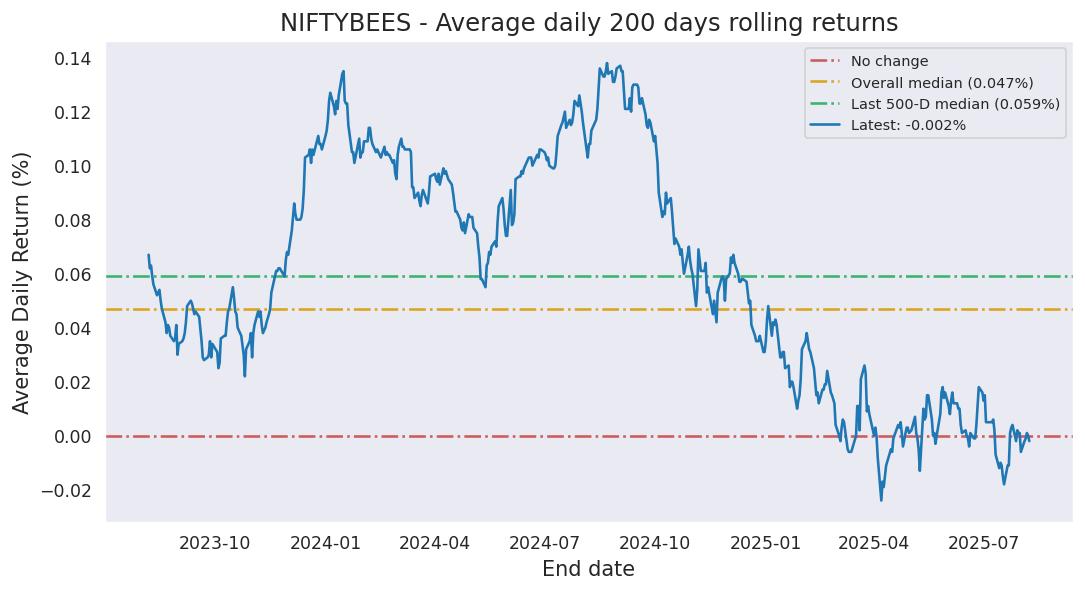 NIFTYBEES - Average daily 200 days rolling returns
No change
Overall median (0.047%)
Last 500-D median (0.059%)
Latest: -0.002%
Average Daily Return (%)
0.14
0.12
0.10
0.08
0.06
0.04
0.02
0.00
−0.02
2023-10
2024-01
2024-04
2024-07
2024-10
2025-01
2025-04
2025-07
End date